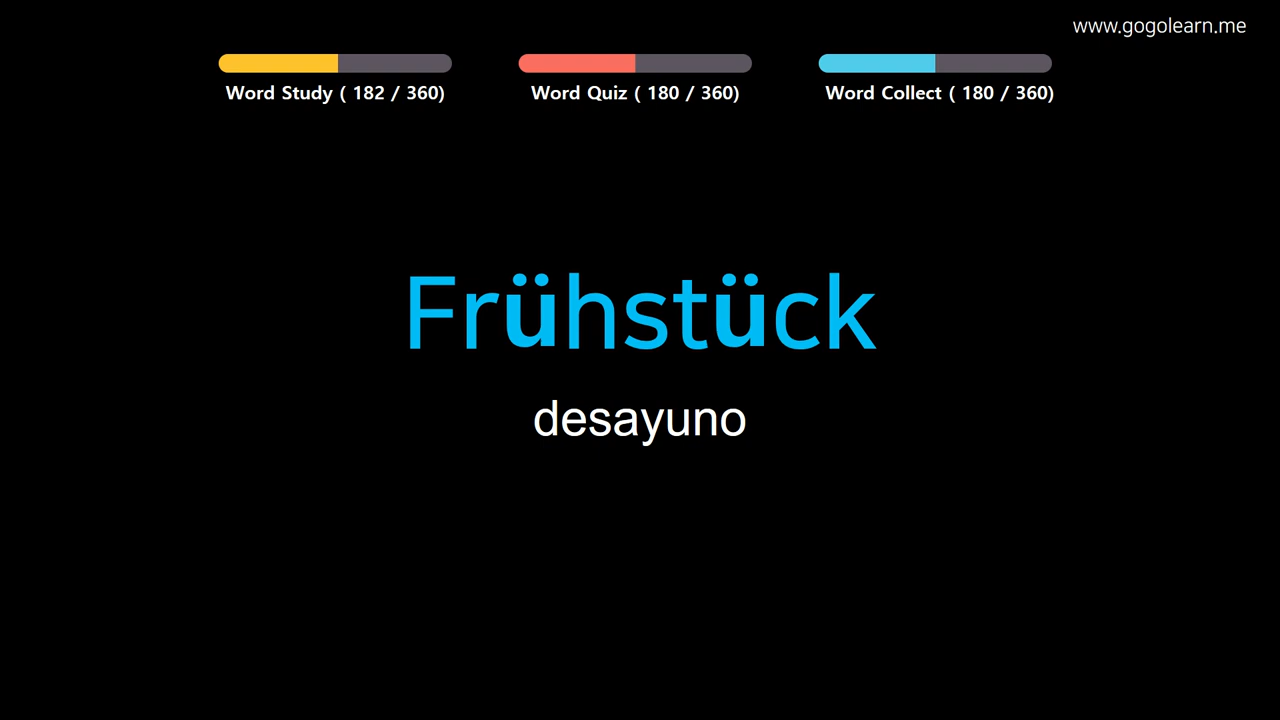 www.gogolearn.me
Word Study ( 182 / 360)
Word Quiz ( 180 / 360)
Word Collect ( 180 / 360)
Frühstück
desayuno